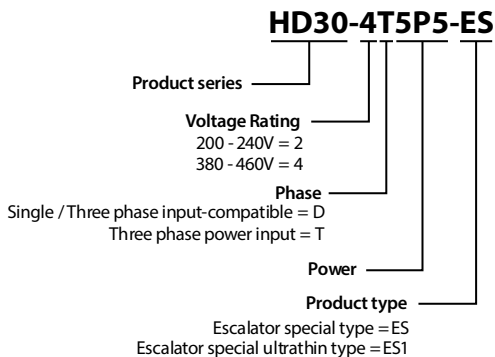 HD30-4T5P5-ES
Product series
Voltage Rating
200 - 240V = 2
380 - 460V = 4
Phase
Single / Three phase input-compatible = D
Three phase power input = T
Power
Product type
Escalator special type = ES
Escalator special ultrathin type = ES1